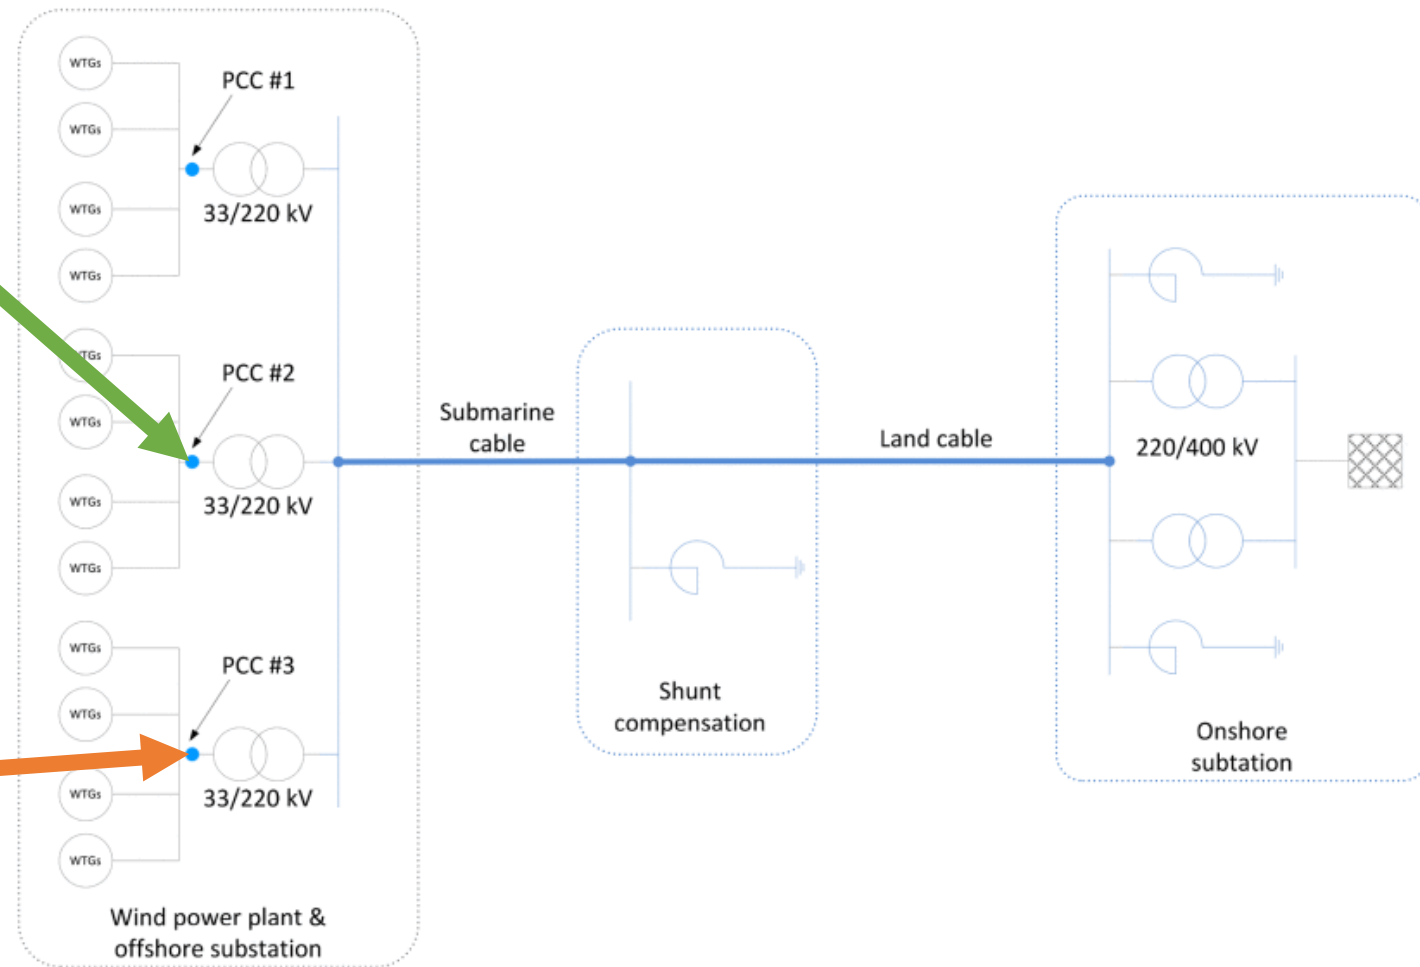 WTGs
WTGs
WTGs
WTGs
PCC #1
33/220 kV
WTGs
WTGs
WTGs
WTGs
PCC #2
33/220 kV
WTGs
WTGs
WTGs
WTGs
PCC #3
33/220 kV
Wind power plant &
offshore substation
Submarine
cable
Shunt
compensation
Land cable
220/400 kV
Onshore
subtation